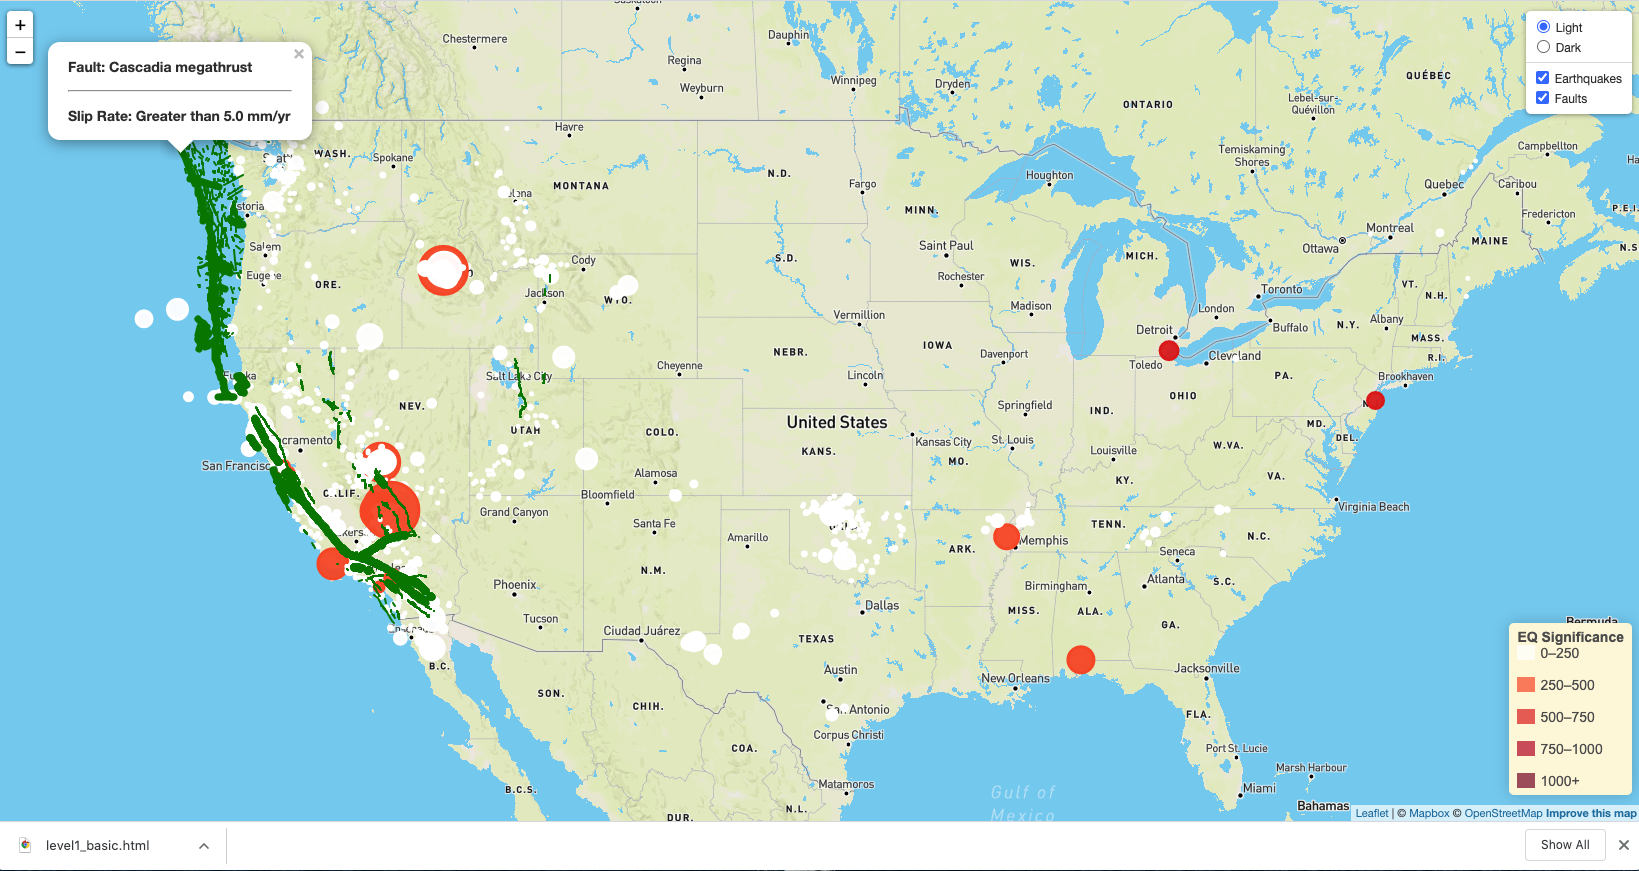 +
−
Fault: Cascadia megathrust
×
Slip Rate: Greater than 5.0 mm/yr
Light
Dark
Earthquakes
Faults
Saskatoon
Chestermere
Dauphin
Regina
Winnipeg
Weyburn
Dryden
ONTARIO
QUÉBEC
Lebel-sur-
Quévillon
Campbellton
Temiskaming
Shores
Havre
WASH.
Spokane
MONTANA
N.D.
Fargo
Houghton
Quebec
Caribou
P.E.I.
Fredericton
MINN.
Salem
Eugene
ORE.
Cody
Jackson
S.D.
Saint Paul
Rochester
WIS.
MICH.
Ottawa
Montreal
MAINE
N.S
VT.
N.H.
Toronto
London
Buffalo
N.Y.
Albany
MASS.
R.I.
Madison
Vermillion
Detroit
Toledo
Cleveland
Brookhaven
PA.
NEBR.
IOWA
Davenport
Cheyenne
Lincoln
Salt Lake City
NEV.
UTAH
COLO.
United States
KANS.
Kansas City
Springfield
St. Louis
MO.
IND.
OHIO
MD.
DEL.
W.VA.
VA.
Louisville
KY.
Virginia Beach
San Francisc
CALIF.
Alamosa
Bloomfield
Grand Canyon
Santa Fe
Amarillo
N.M.
ARK.
Memphis
TENN.
N.C.
Seneca
Atlanta
S.C.
Birmingham
MISS.
ALA.
GA.
Phoenix
Tucson
Ciudad Juárez
Dallas
TEXAS
Austin
San Antonio
Corpus Christi
Matamoros
New Orleans
Jacksonville
FLA.
Port St. Lucie
Miami
Marsh Harbour
Bahamas
Bermuda
B.C.
SON.
CHIH.
COA.
B.C.S.
DUR.
N.L.
Gulf of
Mexico
EQ Significance
0–250
250–500
500–750
750–1000
1000+
Leaflet | © Mapbox © OpenStreetMap Improve this map
level1_basic.html
Show All
×